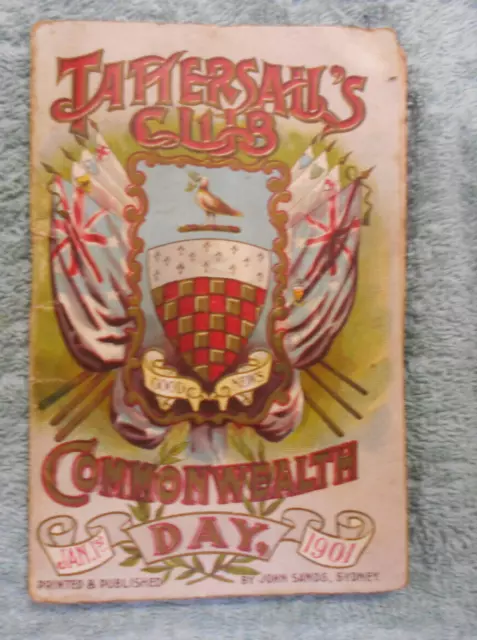 TATTERSALL'S
CLUB
GOOD NEWS
COMMONWEALTH
JAN. 1ST DAY, 1901
PRINTED & PUBLISHED BY JOHN SANDS, SYDNEY